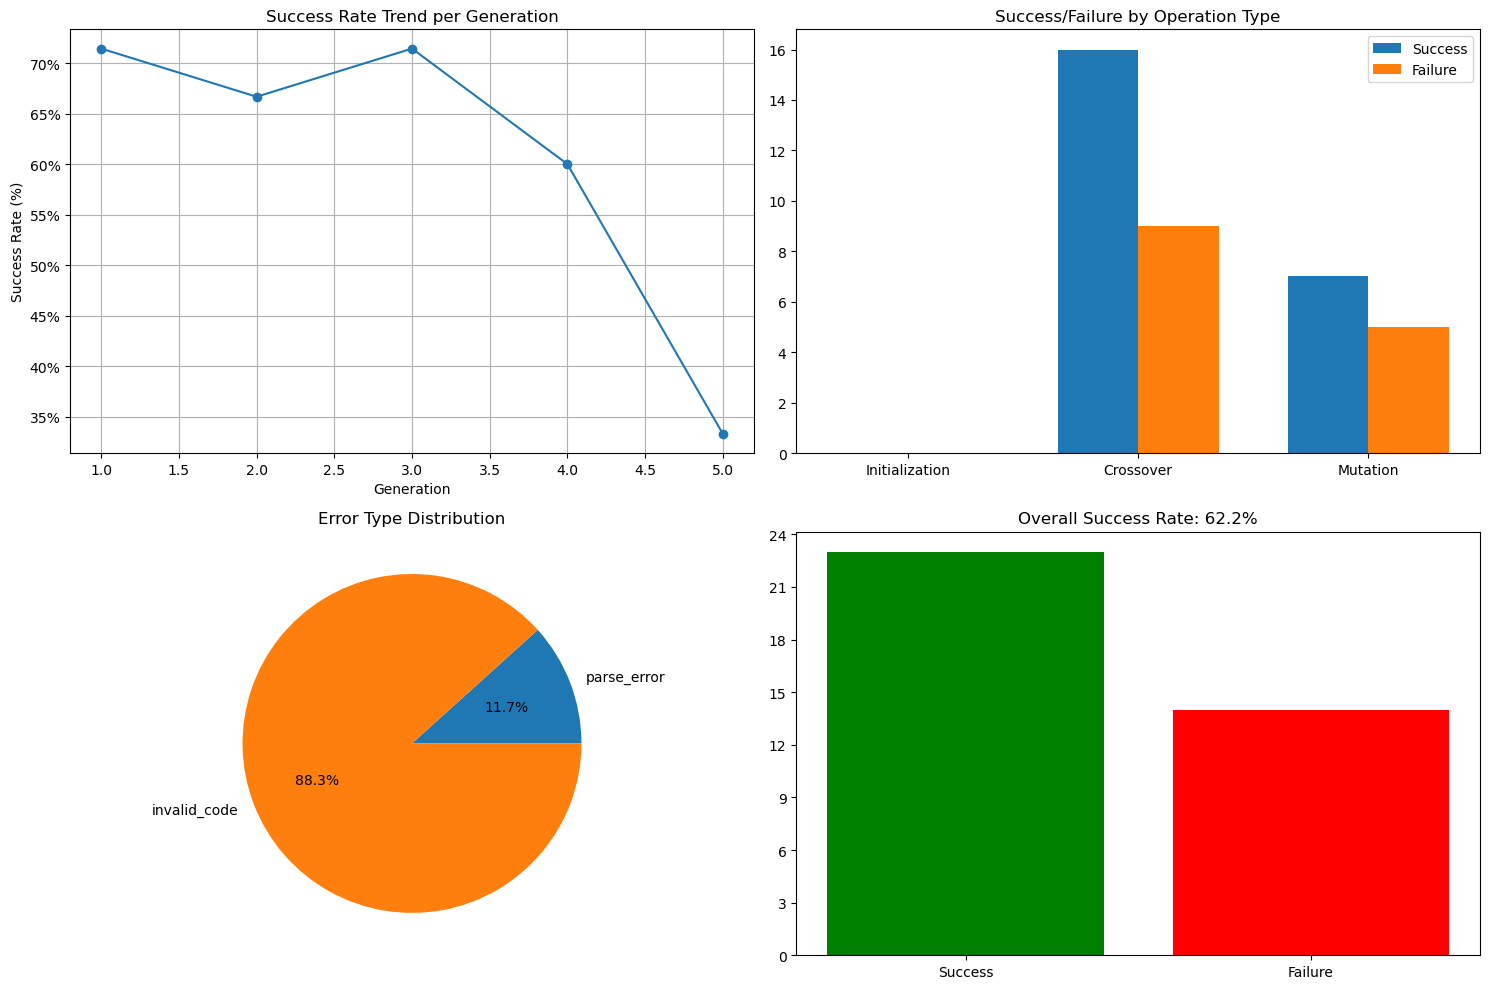 Success Rate Trend per Generation
Success Rate (%)
70%
65%
60%
55%
50%
45%
40%
35%
1.0 1.5 2.0 2.5 3.0 3.5 4.0 4.5 5.0
Generation
Success/Failure by Operation Type
Success
Failure
16
14
12
10
8
6
4
2
0
Initialization Crossover Mutation
Error Type Distribution
parse_error
11.7%
88.3%
invalid_code
Overall Success Rate: 62.2%
24
21
18
15
12
9
6
3
0
Success Failure